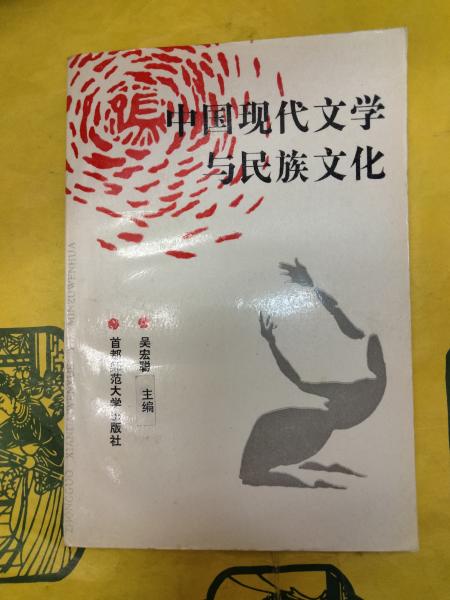 中国现代文学
与民族文化
吴宏聪
主编
首都师范大学出版社
MINZUWENHUA